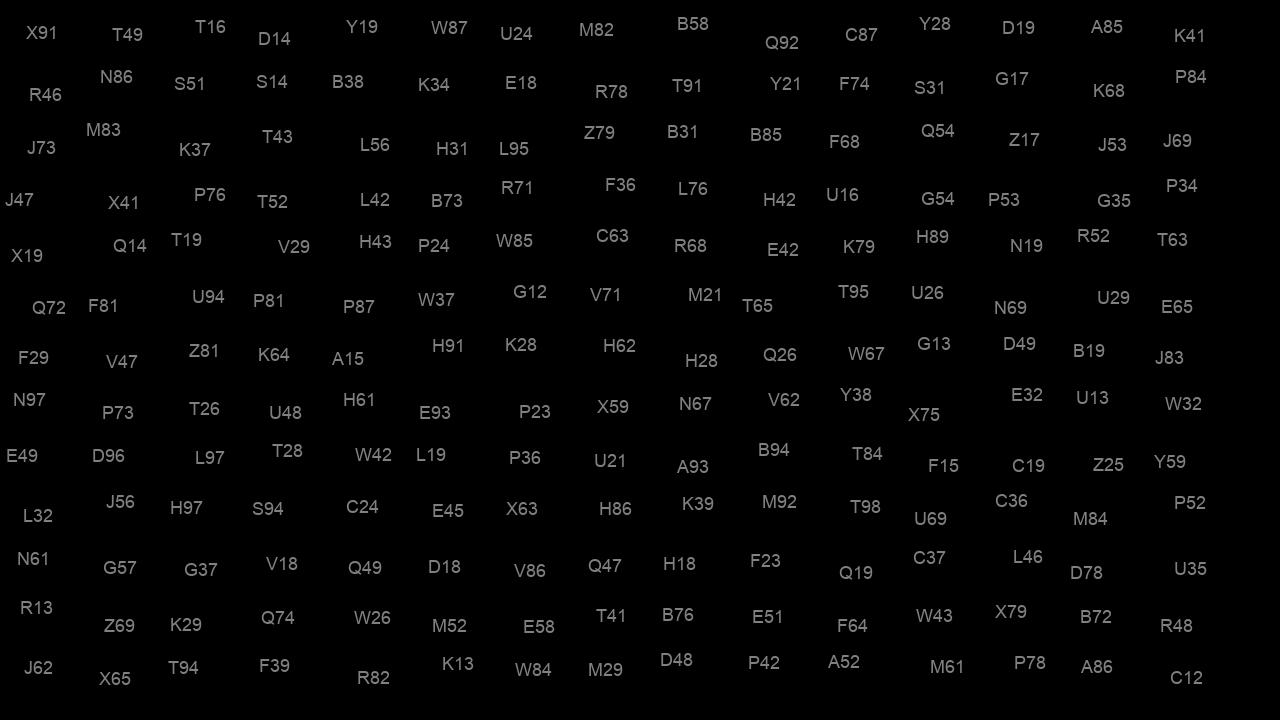 X91 T49 T16 D14 Y19 W87 U24 M82 B58 Q92 C87 Y28 D19 A85 K41
R46 N86 S51 S14 B38 K34 E18 R78 T91 Y21 F74 S31 G17 K68 P84
J73 M83 K37 T43 L56 H31 L95 Z79 B31 B85 F68 Q54 Z17 J53 J69
J47 X41 P76 T52 L42 B73 R71 F36 L76 H42 U16 G54 P53 G35 P34
X19 Q14 T19 V29 H43 P24 W85 C63 R68 E42 K79 H89 N19 R52 T63
Q72 F81 U94 P81 P87 W37 G12 V71 M21 T65 T95 U26 N69 U29 E65
F29 V47 Z81 K64 A15 H91 K28 H62 H28 Q26 W67 G13 D49 B19 J83
N97 P73 T26 U48 H61 E93 P23 X59 N67 V62 Y38 X75 E32 U13 W32
E49 D96 L97 T28 W42 L19 P36 U21 A93 B94 T84 F15 C19 Z25 Y59
L32 J56 H97 S94 C24 E45 X63 H86 K39 M92 T98 U69 C36 M84 P52
N61 G57 G37 V18 Q49 D18 V86 Q47 H18 F23 Q19 C37 L46 D78 U35
R13 Z69 K29 Q74 W26 M52 E58 T41 B76 E51 F64 W43 X79 B72 R48
J62 X65 T94 F39 R82 K13 W84 M29 D48 P42 A52 M61 P78 A86 C12